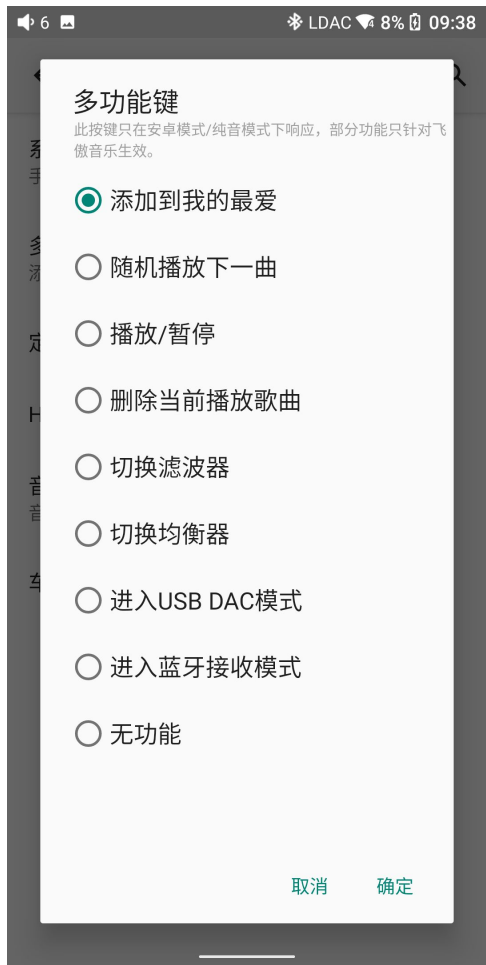 6 LDAC 4 8% 09:38
多功能键
此按键只在安卓模式/纯音模式下响应，部分功能只针对飞
傲音乐生效。
添加到我的最爱
随机播放下一曲
播放/暂停
删除当前播放歌曲
切换滤波器
切换均衡器
进入USB DAC模式
进入蓝牙接收模式
无功能
取消 确定